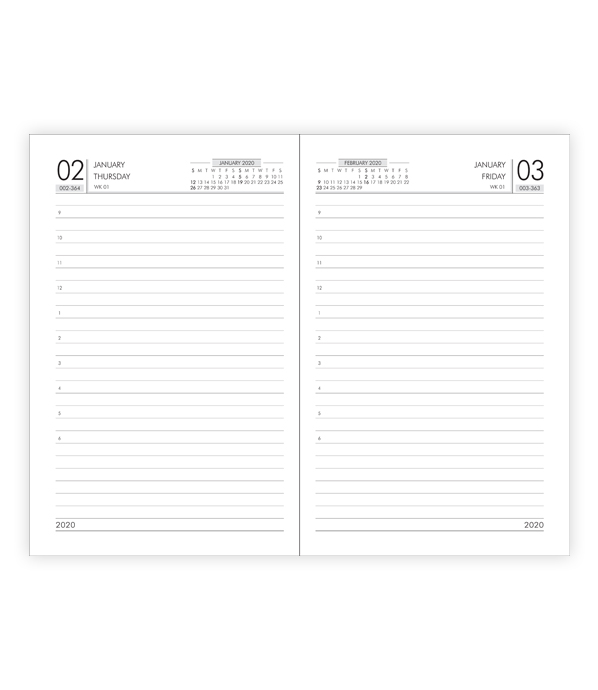 02
002-364
JANUARY
THURSDAY
WK 01
JANUARY 2020
S M T W T F S S M T W T F S
1 2 3 4 5 6 7 8 9 10 11
12 13 14 15 16 17 18 19 20 21 22 23 24 25
26 27 28 29 30 31
9
10
11
12
1
2
3
4
5
6
2020
FEBRUARY 2020
S M T W T F S S M T W T F S
1 2 3 4 5 6 7 8
9 10 11 12 13 14 15 16 17 18 19 20 21 22
23 24 25 26 27 28 29
JANUARY
FRIDAY
WK 01
03
003-363
9
10
11
12
1
2
3
4
5
6
2020